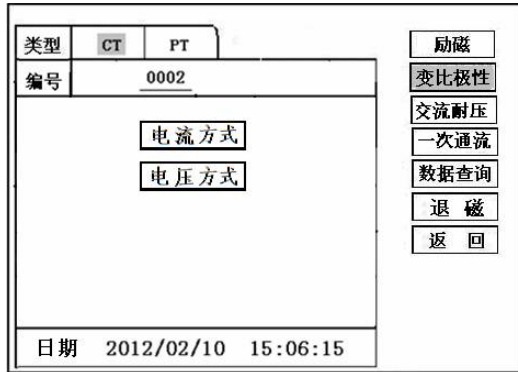 类型 CT PT
编号 0002
电流方式
电压方式
日期 2012/02/10 15:06:15
励磁
变比极性
交流耐压
一次通流
数据查询
退 磁
返 回